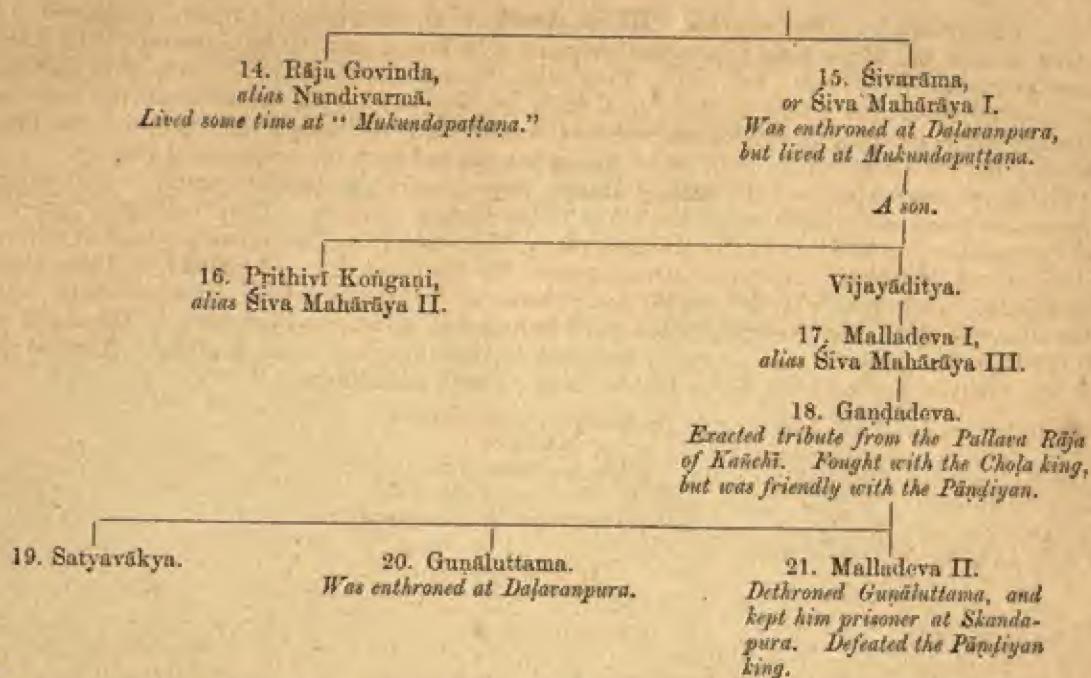 14. Rāja Govinda,
alias Nandivarmā.
Lived some time at “ Mukundapaṭṭaṇa.”
15. Śivarāma,
or Śiva Mahārāya I.
Was enthroned at Daḷavanpura,
but lived at Mukundapaṭṭaṇa.
A son.
16. Pṛithivī Koṅgaṇi,
alias Śiva Mahārāya II.
Vijayāditya.
17. Malladeva I,
alias Śiva Mahārāya III.
18. Gaṇḍadeva.
Exacted tribute from the Pallava Rāja
of Kañchī. Fought with the Choḷa king,
but was friendly with the Pāṇḍiyan.
19. Satyavākya.
20. Guṇāluttama.
Was enthroned at Daḷavanpura.
21. Malladeva II.
Dethroned Guṇāluttama, and
kept him prisoner at Skanda-
pura. Defeated the Pāṇḍiyan
king.